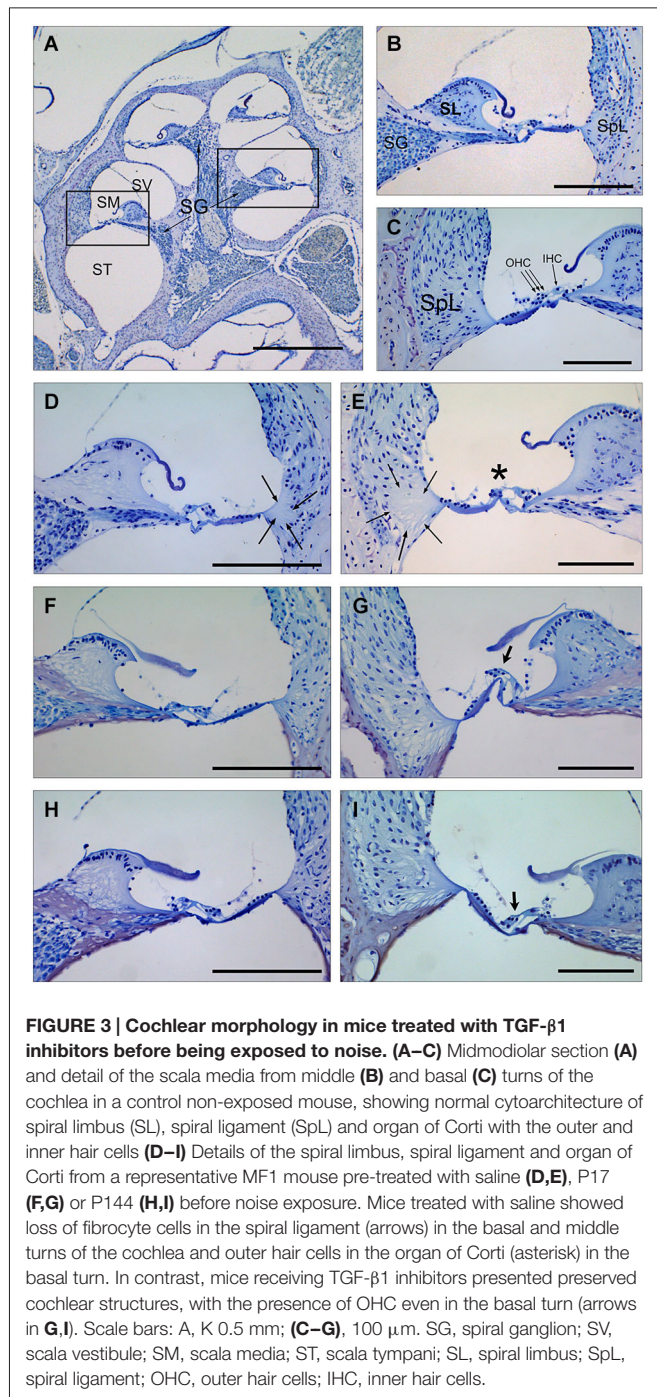 A
SV
SM
SG
ST
B
SL
SG
SpL
C
OHC
IHC
SpL
D
E
*
F
G
H
I
FIGURE 3 | Cochlear morphology in mice treated with TGF-β1
inhibitors before being exposed to noise. (A–C) Midmodiolar section (A)
and detail of the scala media from middle (B) and basal (C) turns of the
cochlea in a control non-exposed mouse, showing normal cytoarchitecture of
spiral limbus (SL), spiral ligament (SpL) and organ of Corti with the outer and
inner hair cells (D–I) Details of the spiral limbus, spiral ligament and organ of
Corti from a representative MF1 mouse pre-treated with saline (D,E), P17
(F,G) or P144 (H,I) before noise exposure. Mice treated with saline showed
loss of fibrocyte cells in the spiral ligament (arrows) in the basal and middle
turns of the cochlea and outer hair cells in the organ of Corti (asterisk) in the
basal turn. In contrast, mice receiving TGF-β1 inhibitors presented preserved
cochlear structures, with the presence of OHC even in the basal turn (arrows
in G,I). Scale bars: A, K 0.5 mm; (C–G), 100 μm. SG, spiral ganglion; SV,
scala vestibule; SM, scala media; ST, scala tympani; SL, spiral limbus; SpL,
spiral ligament; OHC, outer hair cells; IHC, inner hair cells.